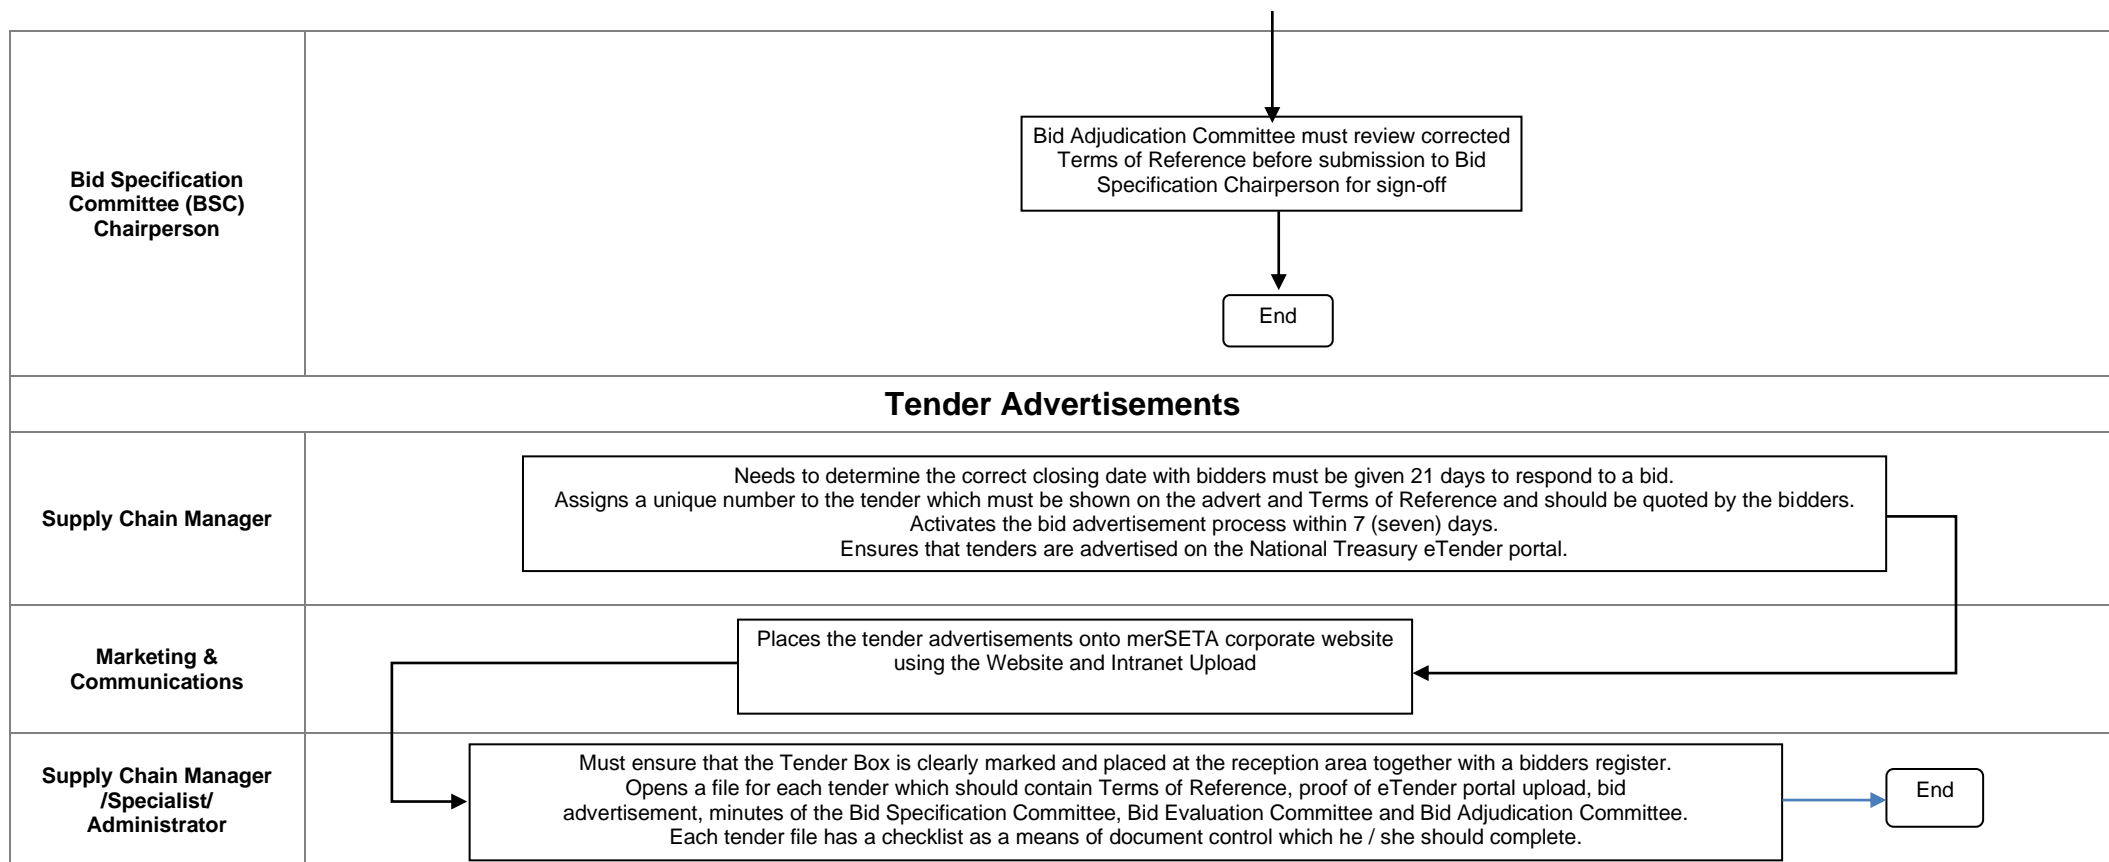 Bid Specification
Committee (BSC)
Chairperson
Bid Adjudication Committee must review corrected
Terms of Reference before submission to Bid
Specification Chairperson for sign-off
End
Tender Advertisements
Supply Chain Manager
Needs to determine the correct closing date with bidders must be given 21 days to respond to a bid.
Assigns a unique number to the tender which must be shown on the advert and Terms of Reference and should be quoted by the bidders.
Activates the bid advertisement process within 7 (seven) days.
Ensures that tenders are advertised on the National Treasury eTender portal.
Marketing &
Communications
Places the tender advertisements onto merSETA corporate website
using the Website and Intranet Upload
Supply Chain Manager
/Specialist/
Administrator
Must ensure that the Tender Box is clearly marked and placed at the reception area together with a bidders register.
Opens a file for each tender which should contain Terms of Reference, proof of eTender portal upload, bid
advertisement, minutes of the Bid Specification Committee, Bid Evaluation Committee and Bid Adjudication Committee.
Each tender file has a checklist as a means of document control which he / she should complete.
End